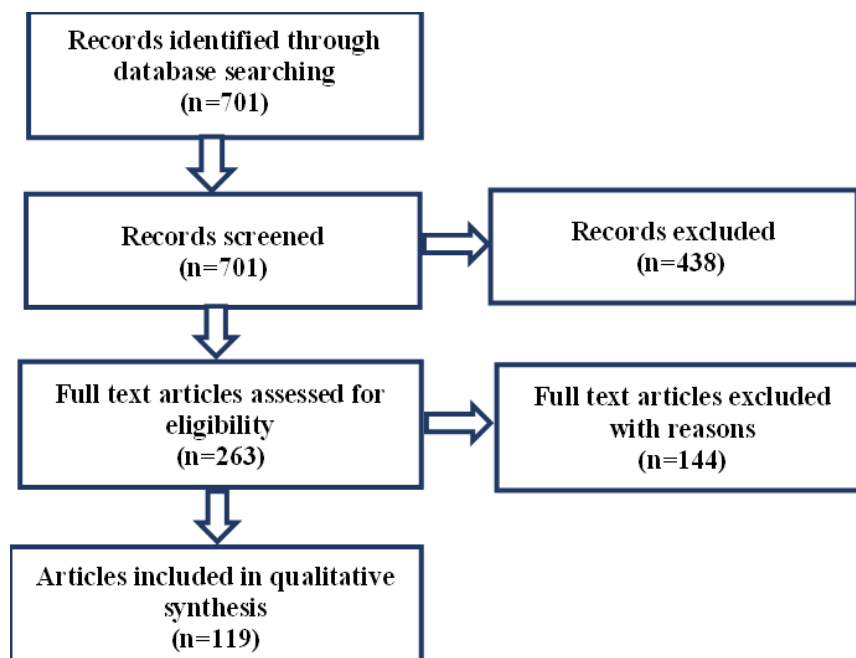 Records identified through
database searching
(n=701)
Records screened
(n=701)
Records excluded
(n=438)
Full text articles assessed for
eligibility
(n=263)
Full text articles excluded
with reasons
(n=144)
Articles included in qualitative
synthesis
(n=119)